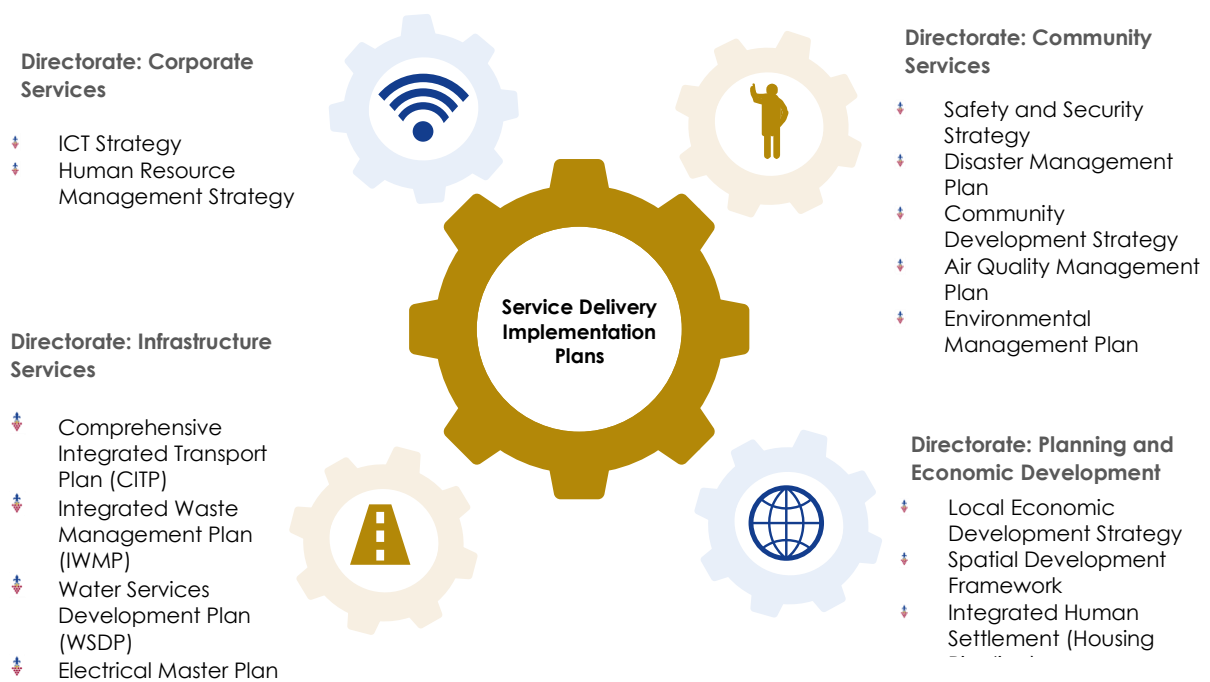 Directorate: Corporate
Services
ICT Strategy
Human Resource
Management Strategy
Directorate: Community
Services
Safety and Security
Strategy
Disaster Management
Plan
Community
Development Strategy
Air Quality Management
Plan
Environmental
Management Plan
Service Delivery
Implementation
Plans
Directorate: Infrastructure
Services
Comprehensive
Integrated Transport
Plan (CITP)
Integrated Waste
Management Plan
(IWMP)
Water Services
Development Plan
(WSDP)
Electrical Master Plan
Directorate: Planning and
Economic Development
Local Economic
Development Strategy
Spatial Development
Framework
Integrated Human
Settlement (Housing